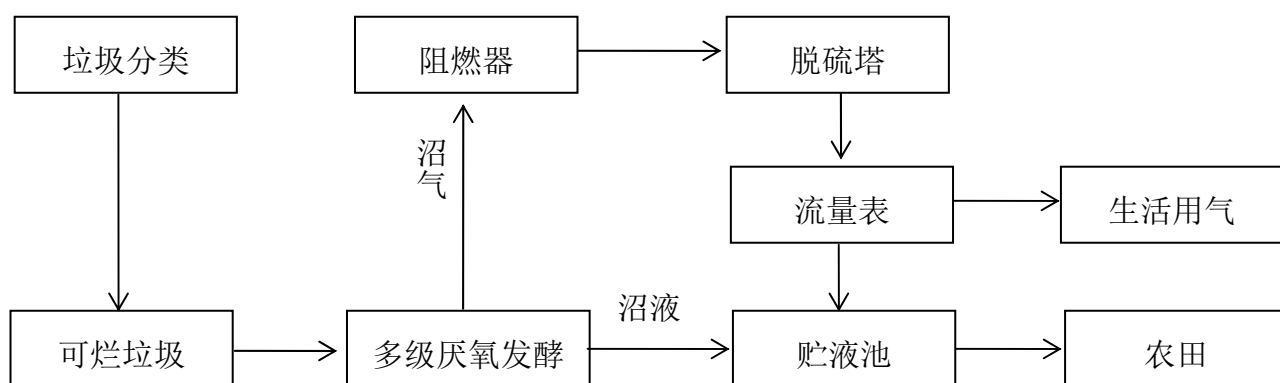 垃圾分类
阻燃器
脱硫塔
沼气
流量表
生活用气
沼液
可烂垃圾
多级厌氧发酵
贮液池
农田